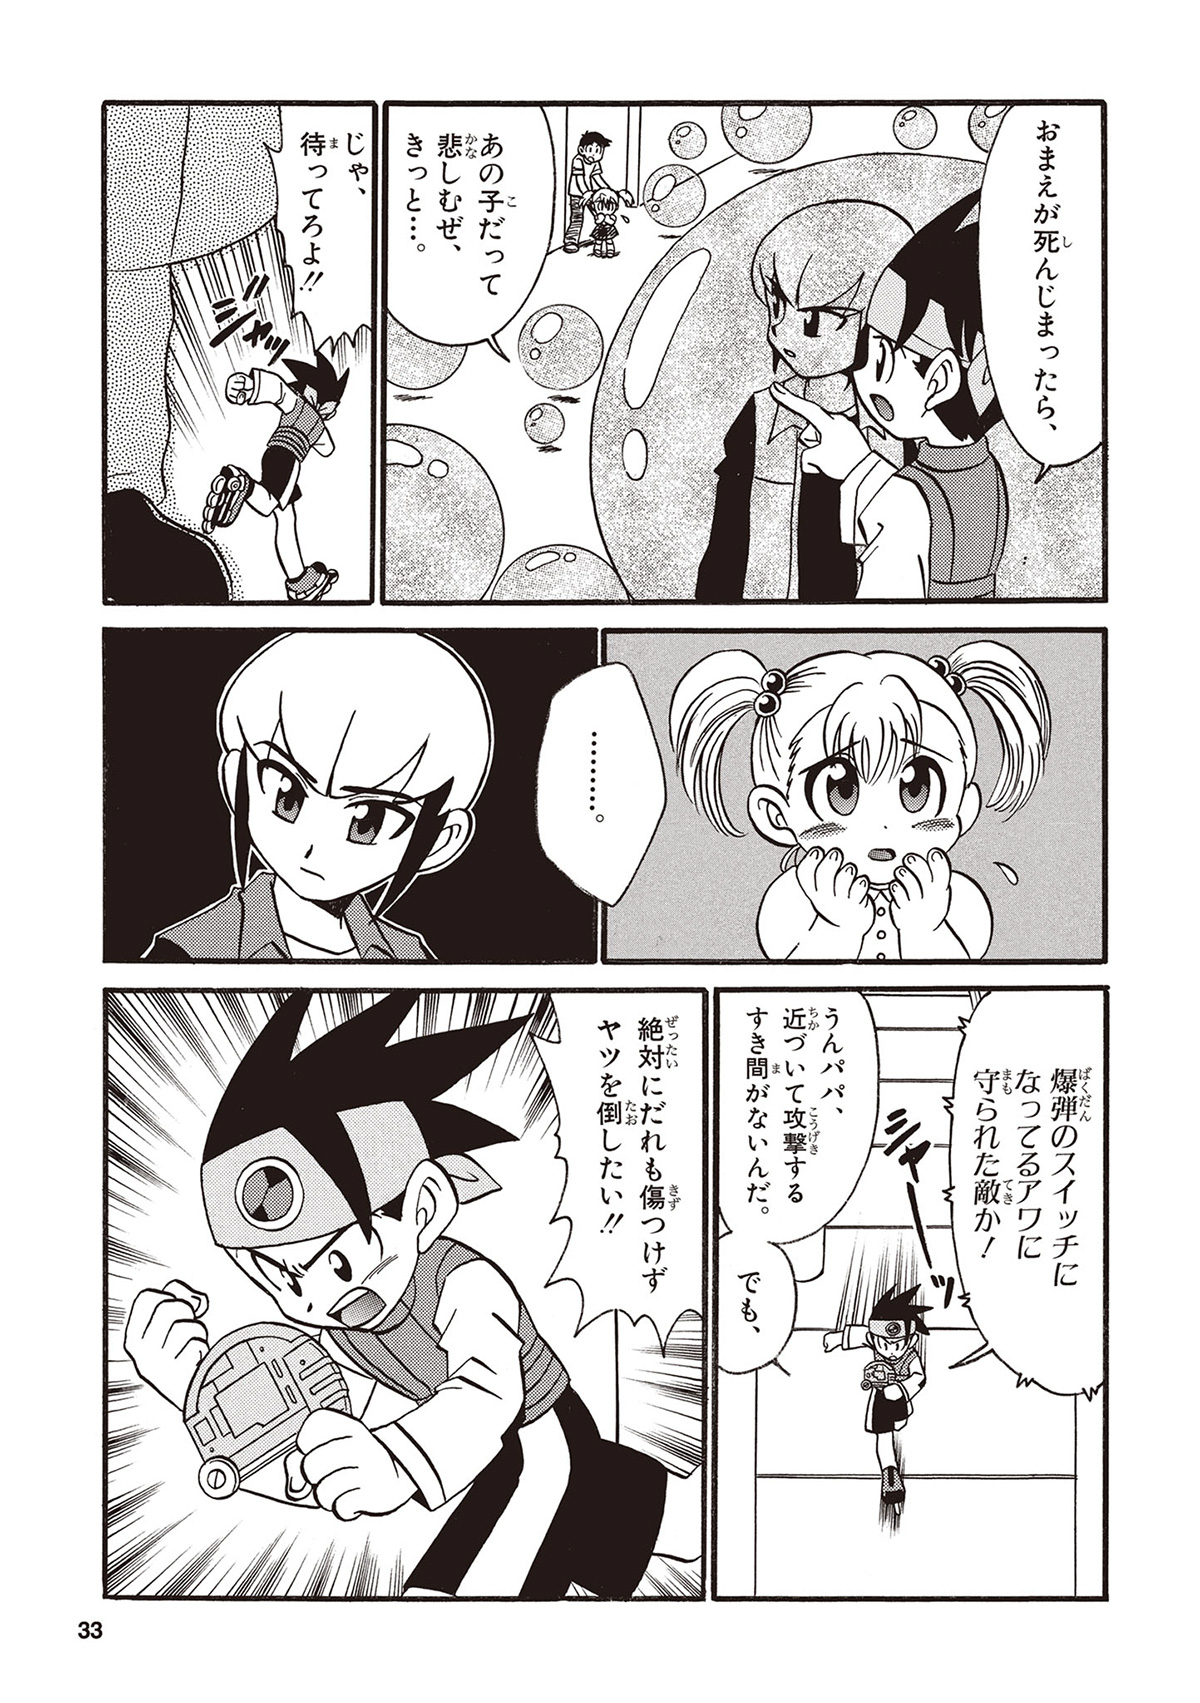 おまえが死んじまったら、
あの子だって
悲しむぜ、
きっと…。
じゃ、
待ってろよ!!
ジャッ
………。
爆弾のスイッチに
なってるアワに
守られた敵か!
シャーッ
うんパパ、
近づいて攻撃する
すき間がないんだ。
でも、
絶対にだれも傷つけず
ヤツを倒したい!!
33